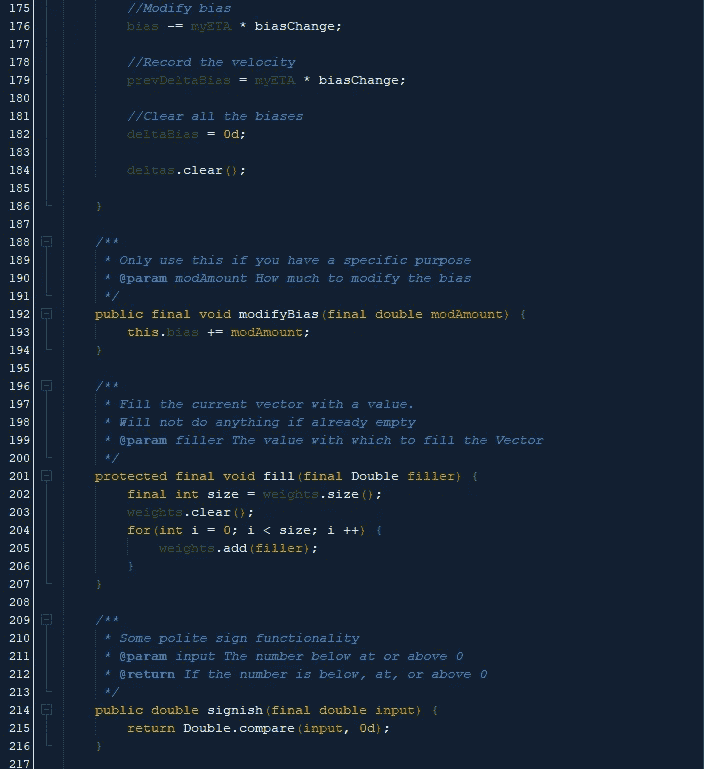 175 //Modify bias
176 bias -= myETA * biasChange;
177
178 //Record the velocity
179 prevDeltaBias = myETA * biasChange;
180
181 //Clear all the biases
182 deltaBias = 0d;
183
184 deltas.clear();
185
186 }
187
188 /**
189 * Only use this if you have a specific purpose
190 * @param modAmount How much to modify the bias
191 */
192 public final void modifyBias(final double modAmount) {
193 this.bias += modAmount;
194 }
195
196 /**
197 * Fill the current vector with a value.
198 * Will not do anything if already empty
199 * @param filler The value with which to fill the Vector
200 */
201 protected final void fill(final Double filler) {
202 final int size = weights.size();
203 weights.clear();
204 for(int i = 0; i < size; i ++) {
205 weights.add(filler);
206 }
207 }
208
209 /**
210 * Some polite sign functionality
211 * @param input The number below at or above 0
212 * @return If the number is below, at, or above 0
213 */
214 public double signish(final double input) {
215 return Double.compare(input, 0d);
216 }
217